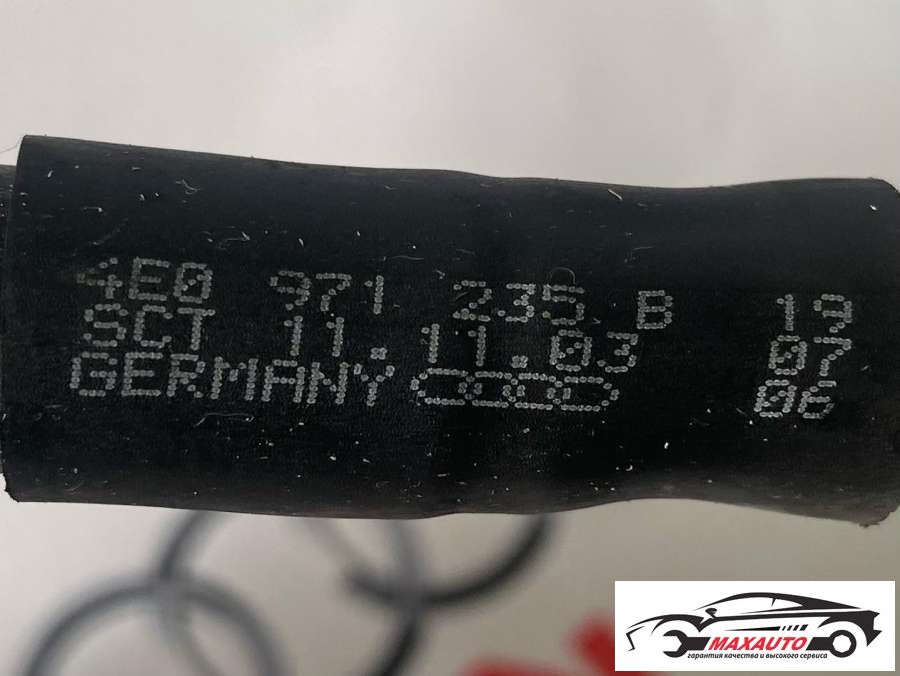 4E0 971 235 B 19
SCT 11.11.03 07
GERMANY 06
MAXAUTO
гарантия качества и высокого сервиса